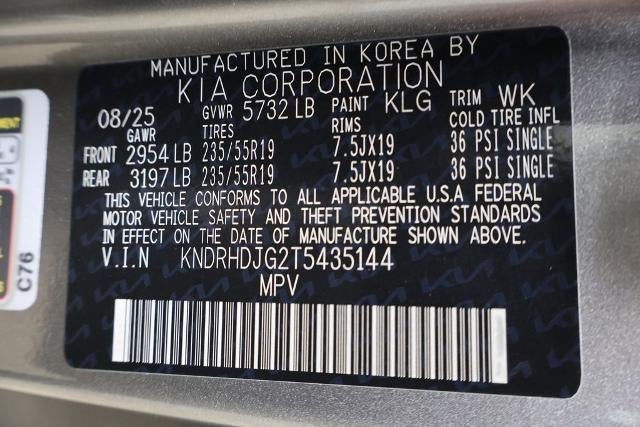 MANUFACTURED IN KOREA BY
KIA CORPORATION
08/25 GVWR 5732 LB PAINT KLG TRIM WK
GAWR TIRES RIMS COLD TIRE INFL
FRONT 2954 LB 235/55R19 7.5JX19 36 PSI SINGLE
REAR 3197 LB 235/55R19 7.5JX19 36 PSI SINGLE
THIS VEHICLE CONFORMS TO ALL APPLICABLE U.S.A FEDERAL
MOTOR VEHICLE SAFETY AND THEFT PREVENTION STANDARDS
IN EFFECT ON THE DATE OF MANUFACTURE SHOWN ABOVE.
V.I.N KNDRHDJG2T5435144
MPV
C76